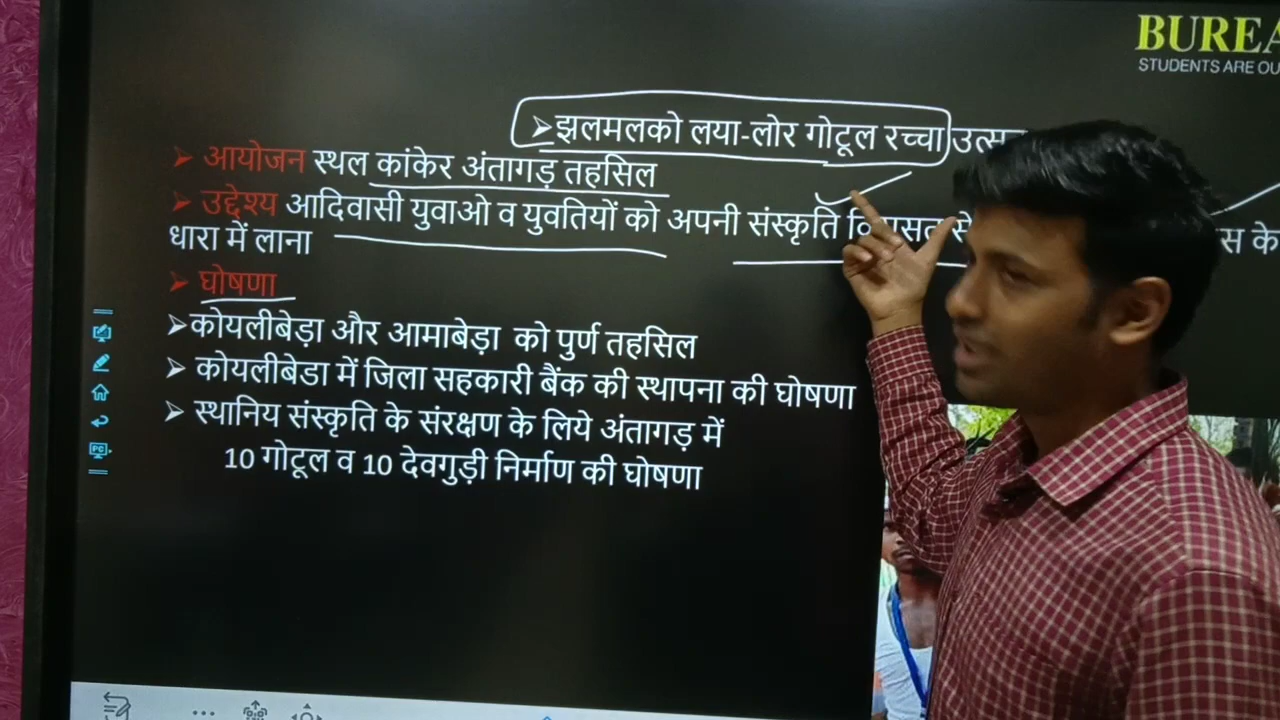 BUREA
STUDENTS ARE OU
➤झलमलको लया-लोर गोटूल रच्चा
➤ आयोजन स्थल कांकेर अंतागड़ तहसिल
➤ उद्देश्य आदिवासी युवाओ व युवतियों को अपनी संस्कृति से स के
धारा में लाना
➤ घोषणा
➤कोयलीबेड़ा और आमाबेड़ा को पुर्ण तहसिल
➤ कोयलीबेडा में जिला सहकारी बैंक की स्थापना की घोषणा
➤ स्थानिय संस्कृति के संरक्षण के लिये अंतागड़ में
10 गोटूल व 10 देवगुड़ी निर्माण की घोषणा
PC